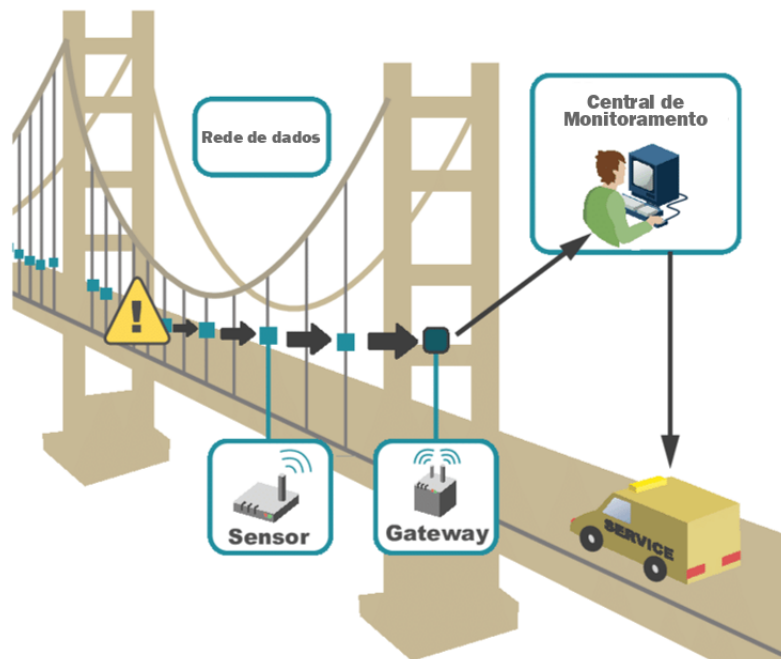 Rede de dados
Central de
Monitoramento
!
Sensor
Gateway
SERVICE